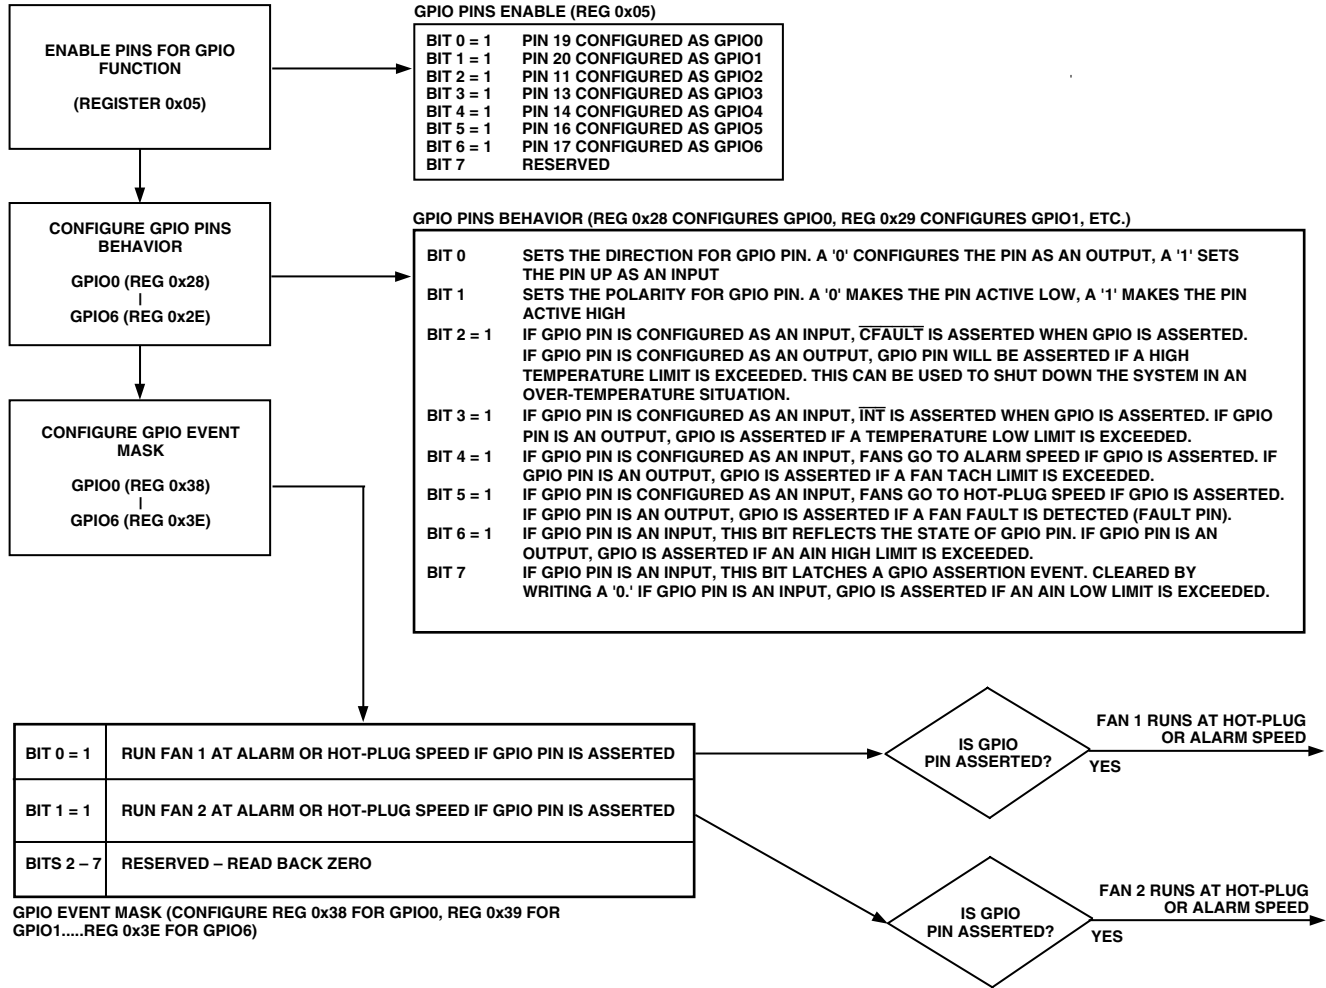 ENABLE PINS FOR GPIO
FUNCTION
(REGISTER 0x05)
GPIO PINS ENABLE (REG 0x05)
BIT 0 = 1 PIN 19 CONFIGURED AS GPIO0
BIT 1 = 1 PIN 20 CONFIGURED AS GPIO1
BIT 2 = 1 PIN 11 CONFIGURED AS GPIO2
BIT 3 = 1 PIN 13 CONFIGURED AS GPIO3
BIT 4 = 1 PIN 14 CONFIGURED AS GPIO4
BIT 5 = 1 PIN 16 CONFIGURED AS GPIO5
BIT 6 = 1 PIN 17 CONFIGURED AS GPIO6
BIT 7 RESERVED
CONFIGURE GPIO PINS
BEHAVIOR
GPIO0 (REG 0x28)
|
GPIO6 (REG 0x2E)
GPIO PINS BEHAVIOR (REG 0x28 CONFIGURES GPIO0, REG 0x29 CONFIGURES GPIO1, ETC.)
BIT 0 SETS THE DIRECTION FOR GPIO PIN. A '0' CONFIGURES THE PIN AS AN OUTPUT, A '1' SETS
THE PIN UP AS AN INPUT
BIT 1 SETS THE POLARITY FOR GPIO PIN. A '0' MAKES THE PIN ACTIVE LOW, A '1' MAKES THE PIN
ACTIVE HIGH
BIT 2 = 1 IF GPIO PIN IS CONFIGURED AS AN INPUT, CFAULT IS ASSERTED WHEN GPIO IS ASSERTED.
IF GPIO PIN IS CONFIGURED AS AN OUTPUT, GPIO PIN WILL BE ASSERTED IF A HIGH
TEMPERATURE LIMIT IS EXCEEDED. THIS CAN BE USED TO SHUT DOWN THE SYSTEM IN AN
OVER-TEMPERATURE SITUATION.
BIT 3 = 1 IF GPIO PIN IS CONFIGURED AS AN INPUT, INT IS ASSERTED WHEN GPIO IS ASSERTED. IF GPIO
PIN IS AN OUTPUT, GPIO IS ASSERTED IF A TEMPERATURE LOW LIMIT IS EXCEEDED.
BIT 4 = 1 IF GPIO PIN IS CONFIGURED AS AN INPUT, FANS GO TO ALARM SPEED IF GPIO IS ASSERTED. IF
GPIO PIN IS AN OUTPUT, GPIO IS ASSERTED IF A FAN TACH LIMIT IS EXCEEDED.
BIT 5 = 1 IF GPIO PIN IS CONFIGURED AS AN INPUT, FANS GO TO HOT-PLUG SPEED IF GPIO IS ASSERTED.
IF GPIO PIN IS AN OUTPUT, GPIO IS ASSERTED IF A FAN FAULT IS DETECTED (FAULT PIN).
BIT 6 = 1 IF GPIO PIN IS AN INPUT, THIS BIT REFLECTS THE STATE OF GPIO PIN. IF GPIO PIN IS AN
OUTPUT, GPIO IS ASSERTED IF AN AIN HIGH LIMIT IS EXCEEDED.
BIT 7 IF GPIO PIN IS AN INPUT, THIS BIT LATCHES A GPIO ASSERTION EVENT. CLEARED BY
WRITING A '0.' IF GPIO PIN IS AN INPUT, GPIO IS ASSERTED IF AN AIN LOW LIMIT IS EXCEEDED.
CONFIGURE GPIO EVENT
MASK
GPIO0 (REG 0x38)
|
GPIO6 (REG 0x3E)
BIT 0 = 1 RUN FAN 1 AT ALARM OR HOT-PLUG SPEED IF GPIO PIN IS ASSERTED
BIT 1 = 1 RUN FAN 2 AT ALARM OR HOT-PLUG SPEED IF GPIO PIN IS ASSERTED
BITS 2 – 7 RESERVED – READ BACK ZERO
GPIO EVENT MASK (CONFIGURE REG 0x38 FOR GPIO0, REG 0x39 FOR
GPIO1.....REG 0x3E FOR GPIO6)
IS GPIO
PIN ASSERTED?
FAN 1 RUNS AT HOT-PLUG
OR ALARM SPEED
YES
IS GPIO
PIN ASSERTED?
FAN 2 RUNS AT HOT-PLUG
OR ALARM SPEED
YES